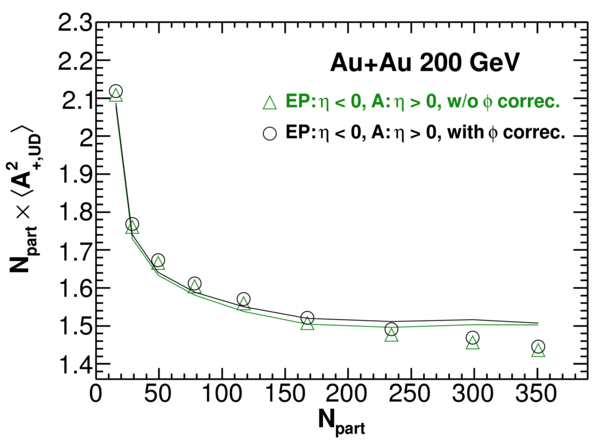 Au+Au 200 GeV
△ EP: η < 0, A: η > 0, w/o ϕ correc.
○ EP: η < 0, A: η > 0, with ϕ correc.
N_part × ⟨A²_+,UD⟩
2.3
2.2
2.1
2
1.9
1.8
1.7
1.6
1.5
1.4
0 50 100 150 200 250 300 350
N_part